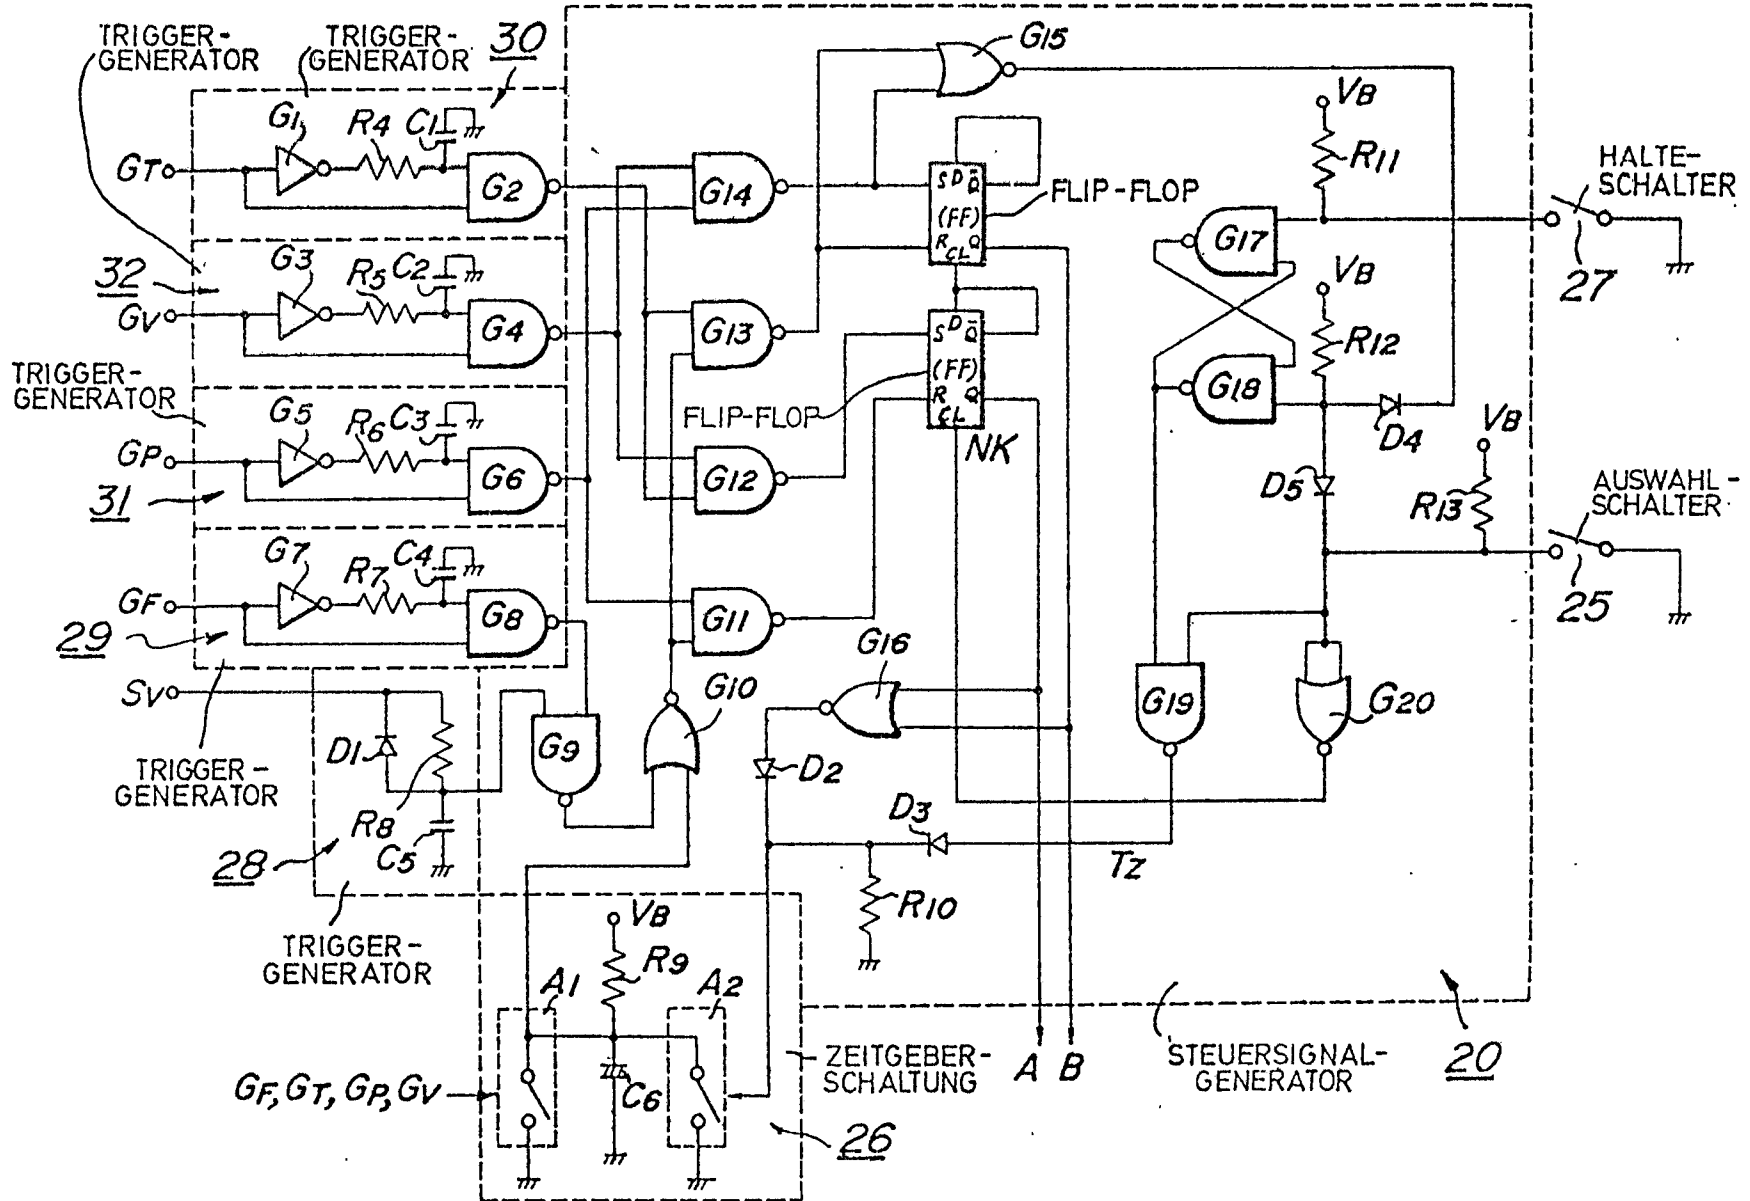 TRIGGER-
GENERATOR
TRIGGER-
GENERATOR
30
G15
VB
G1
R4
C1
GT
G2
G14
S D Q̅
(FF)
R CL Q
FLIP-FLOP
R11
HALTE-
SCHALTER
G17
27
32
G3
R5
C2
GV
G4
G13
S D Q̅
(FF)
R Q
CL
VB
R12
G18
D4
TRIGGER-
GENERATOR
G5
R6
C3
FLIP-FLOP
NK
VB
GP
G6
G12
31
D5
R13
AUSWAHL-
SCHALTER
25
G7
R7
C4
GF
G8
G11
29
G16
G19
G20
SV
G10
D1
G9
D2
TRIGGER-
GENERATOR
R8
C5
28
D3
TZ
R10
TRIGGER-
GENERATOR
VB
R9
A1
A2
GF, GT, GP, GV
C6
ZEITGEBER-
SCHALTUNG
26
A B
STEUERSIGNAL-
GENERATOR
20